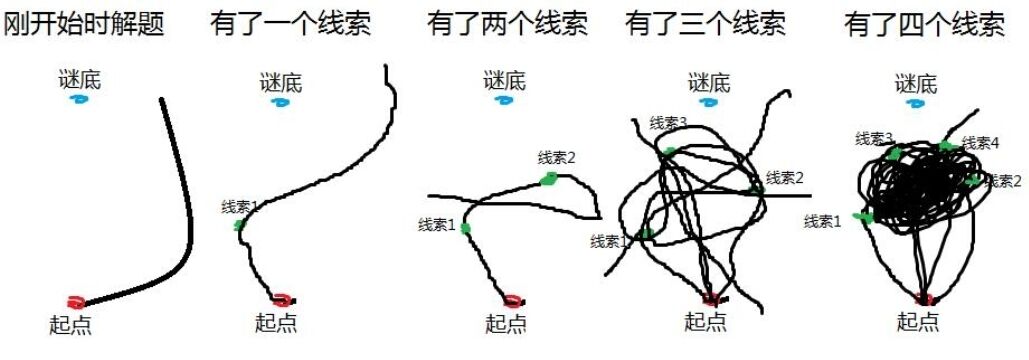 刚开始时解题
有了一个线索
有了两个线索
有了三个线索
有了四个线索
谜底
起点
谜底
线索1
起点
谜底
线索2
线索1
起点
谜底
线索3
线索2
线索1
起点
谜底
线索3
线索4
线索2
线索1
起点